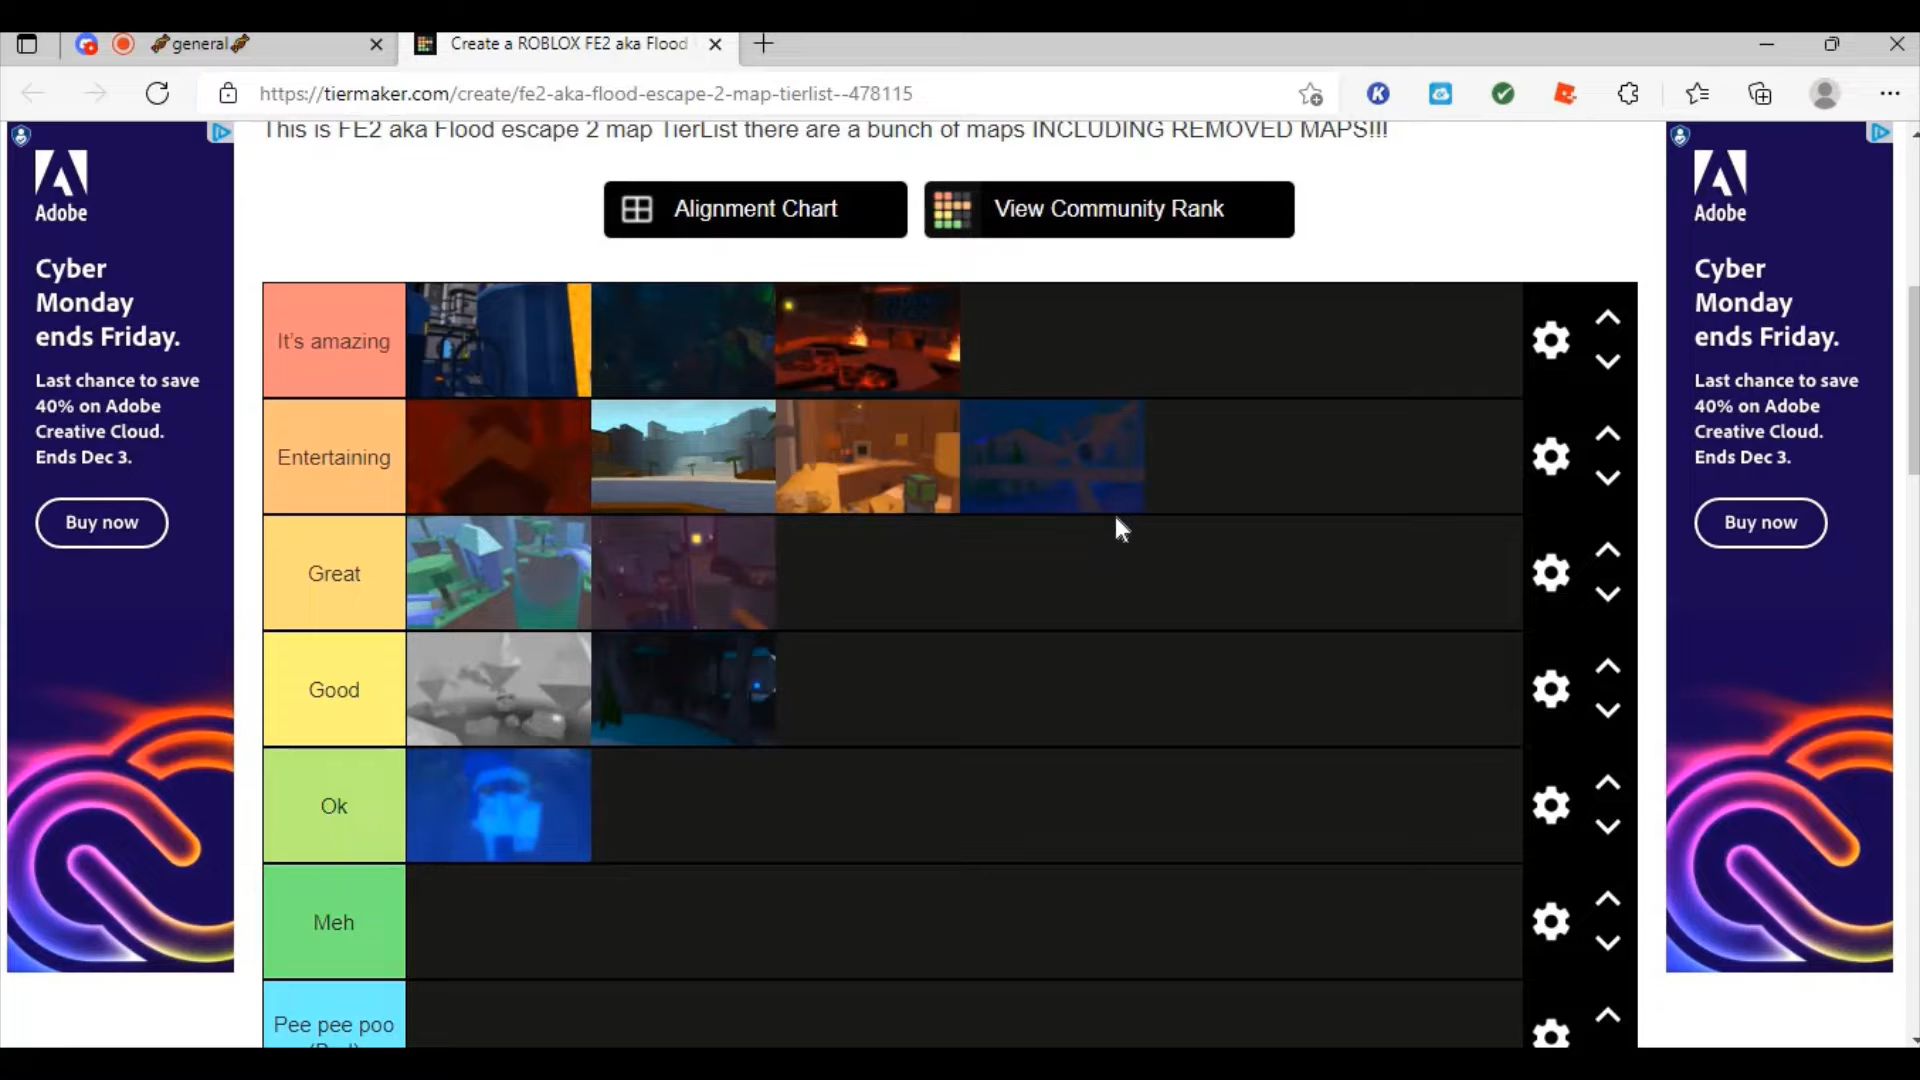 general
Create a ROBLOX FE2 aka Flood
https://tiermaker.com/create/fe2-aka-flood-escape-2-map-tierlist--478115
This is FE2 aka Flood escape 2 map TierList there are a bunch of maps INCLUDING REMOVED MAPS!!!
Alignment Chart
View Community Rank
Adobe
Cyber
Monday
ends Friday.
Last chance to save
40% on Adobe
Creative Cloud.
Ends Dec 3.
Buy now
It's amazing
Entertaining
Great
Good
Ok
Meh
Pee pee poo
Adobe
Cyber
Monday
ends Friday.
Last chance to save
40% on Adobe
Creative Cloud.
Ends Dec 3.
Buy now